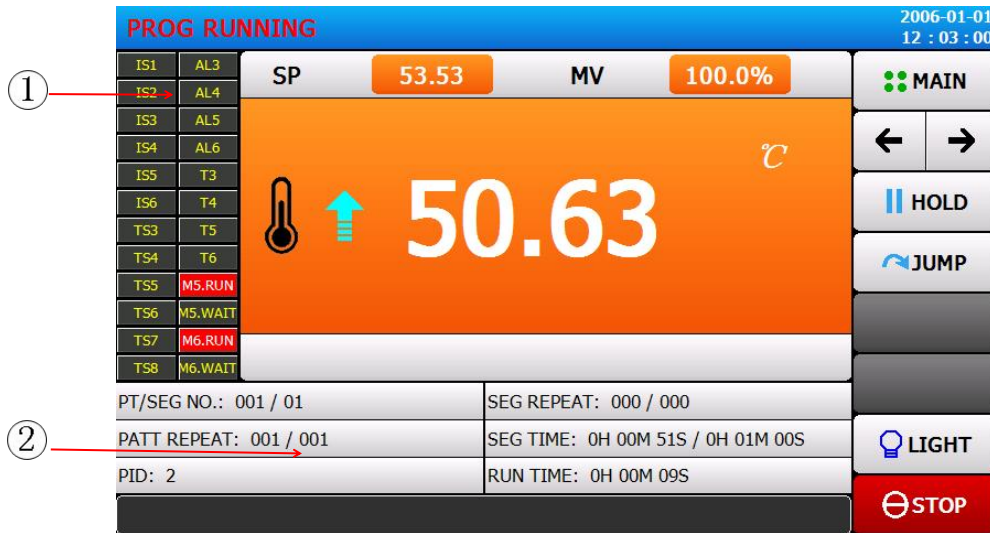 PROG RUNNING
2006-01-01
12 : 03 : 00
①
IS1 AL3
IS2 AL4
IS3 AL5
IS4 AL6
IS5 T3
IS6 T4
TS3 T5
TS4 T6
TS5 M5.RUN
TS6 M5.WAIT
TS7 M6.RUN
TS8 M6.WAIT
SP 53.53 MV 100.0%
℃
50.63
MAIN
HOLD
JUMP
②
PT/SEG NO.: 001 / 01
SEG REPEAT: 000 / 000
PATT REPEAT: 001 / 001
SEG TIME: 0H 00M 51S / 0H 01M 00S
PID: 2
RUN TIME: 0H 00M 09S
LIGHT
STOP